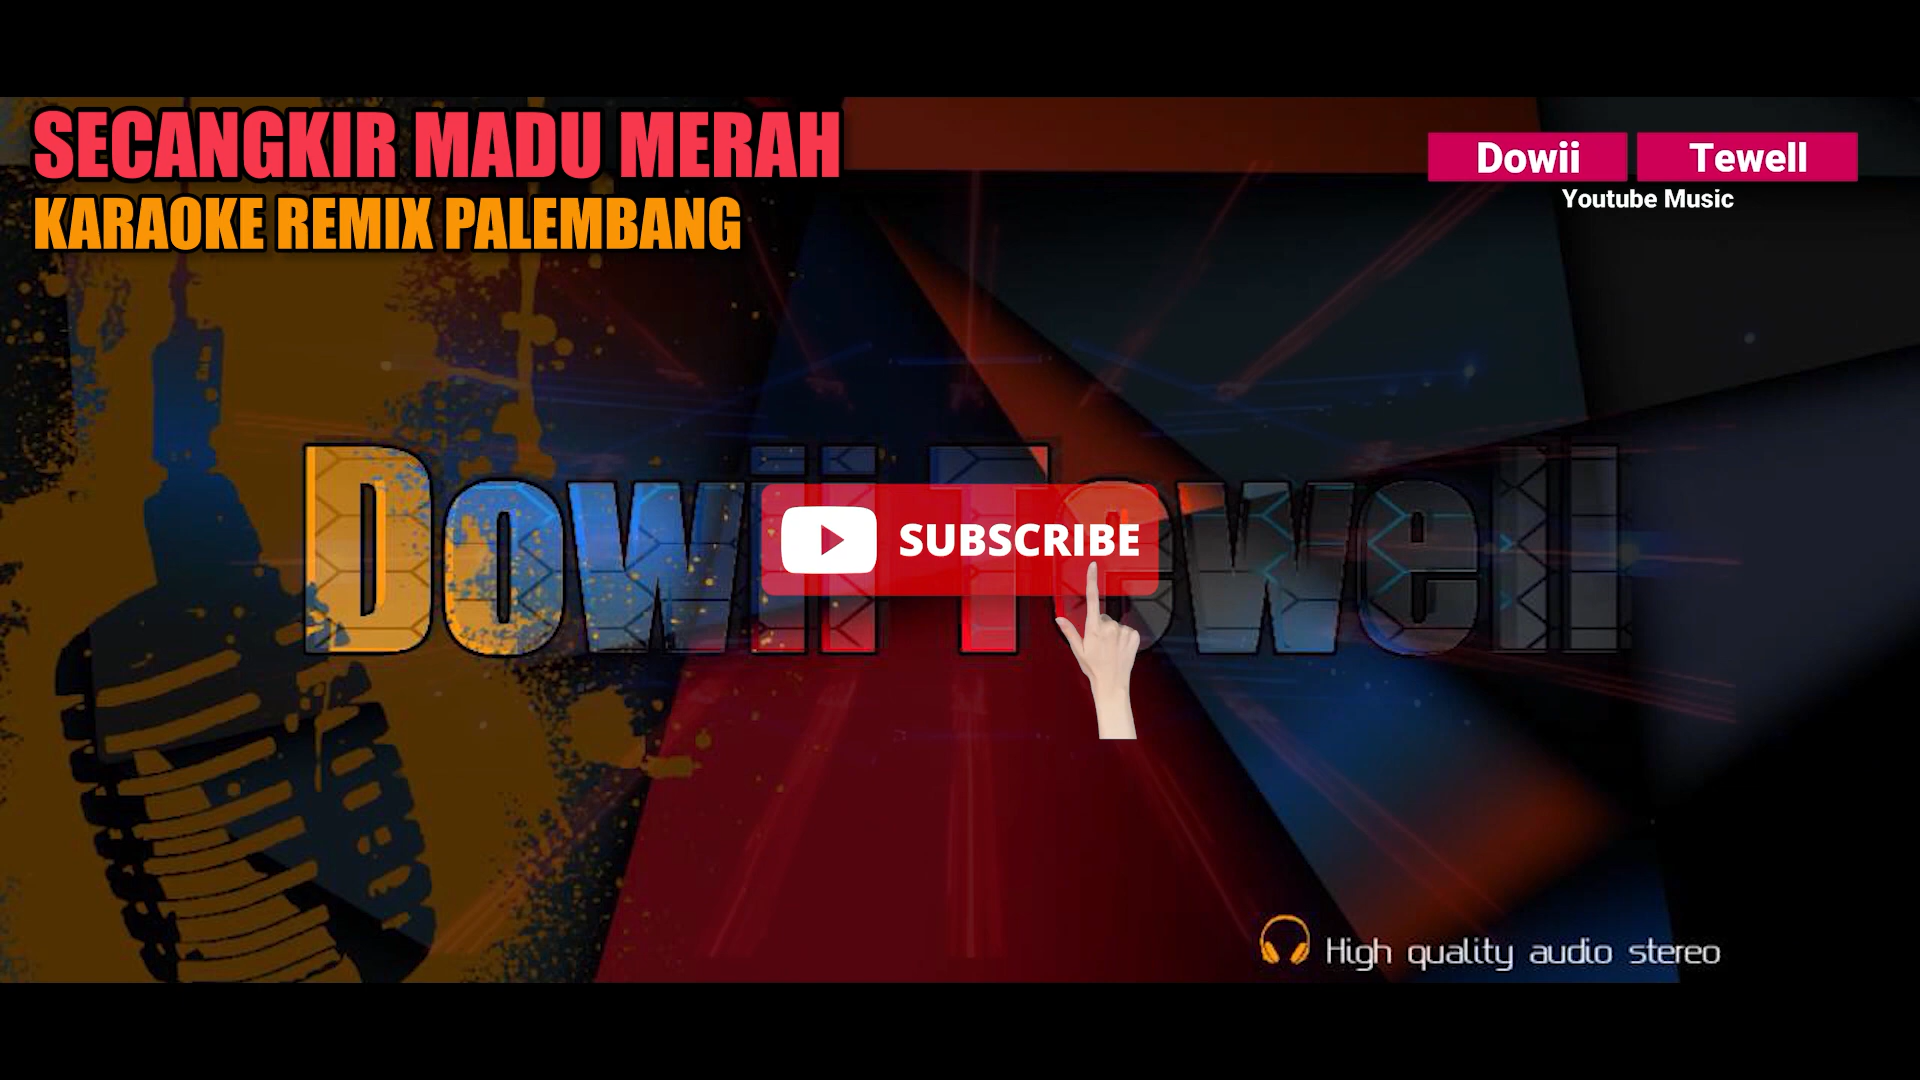 SECANGKIR MADU MERAH
KARAOKE REMIX PALEMBANG
Dowii Tewell
Youtube Music
Dowii Tewell
SUBSCRIBE
High quality audio stereo